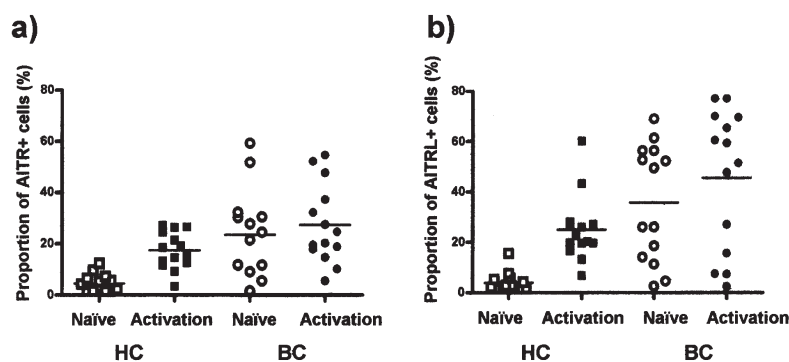 a)
Proportion of AITR+ cells (%)
80
60
40
20
0
Naïve Activation Naïve Activation
HC BC
b)
Proportion of AITRL+ cells (%)
80
60
40
20
0
Naïve Activation Naïve Activation
HC BC